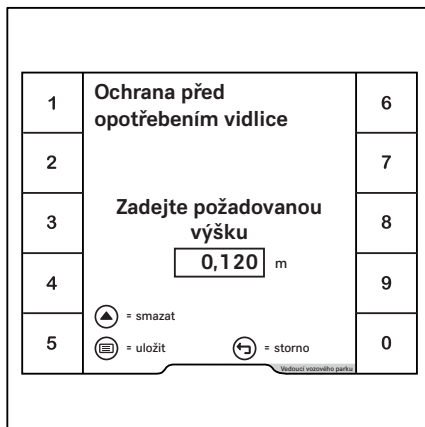 1
2
3
4
5
Ochrana před
opotřebením vidlice
Zadejte požadovanou
výšku
0,120 m
= smazat
= uložit
= storno
Vedoucí vozového parku
6
7
8
9
0